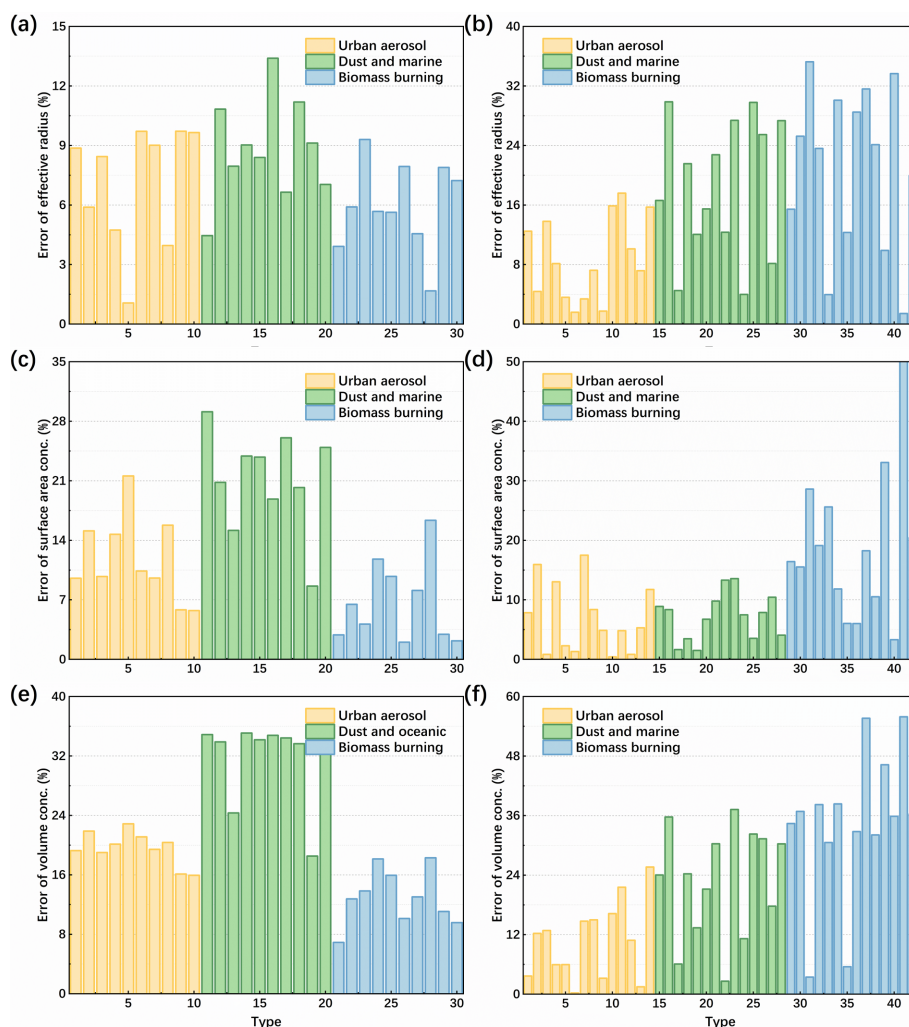 (a)
15
12
9
6
3
0
Error of effective radius (%)
Urban aerosol
Dust and marine
Biomass burning
5 10 15 20 25 30
(b)
40
32
24
16
8
0
Error of effective radius (%)
Urban aerosol
Dust and marine
Biomass burning
5 10 15 20 25 30 35 40
(c)
35
28
21
14
7
0
Error of surface area conc. (%)
Urban aerosol
Dust and marine
Biomass burning
5 10 15 20 25 30
(d)
50
40
30
20
10
0
Error of surface area conc. (%)
Urban aerosol
Dust and marine
Biomass burning
5 10 15 20 25 30 35 40
(e)
40
32
24
16
8
0
Error of volume conc. (%)
Urban aerosol
Dust and oceanic
Biomass burning
5 10 15 20 25 30
Type
(f)
60
48
36
24
12
0
Error of volume conc. (%)
Urban aerosol
Dust and marine
Biomass burning
5 10 15 20 25 30 35 40
Type